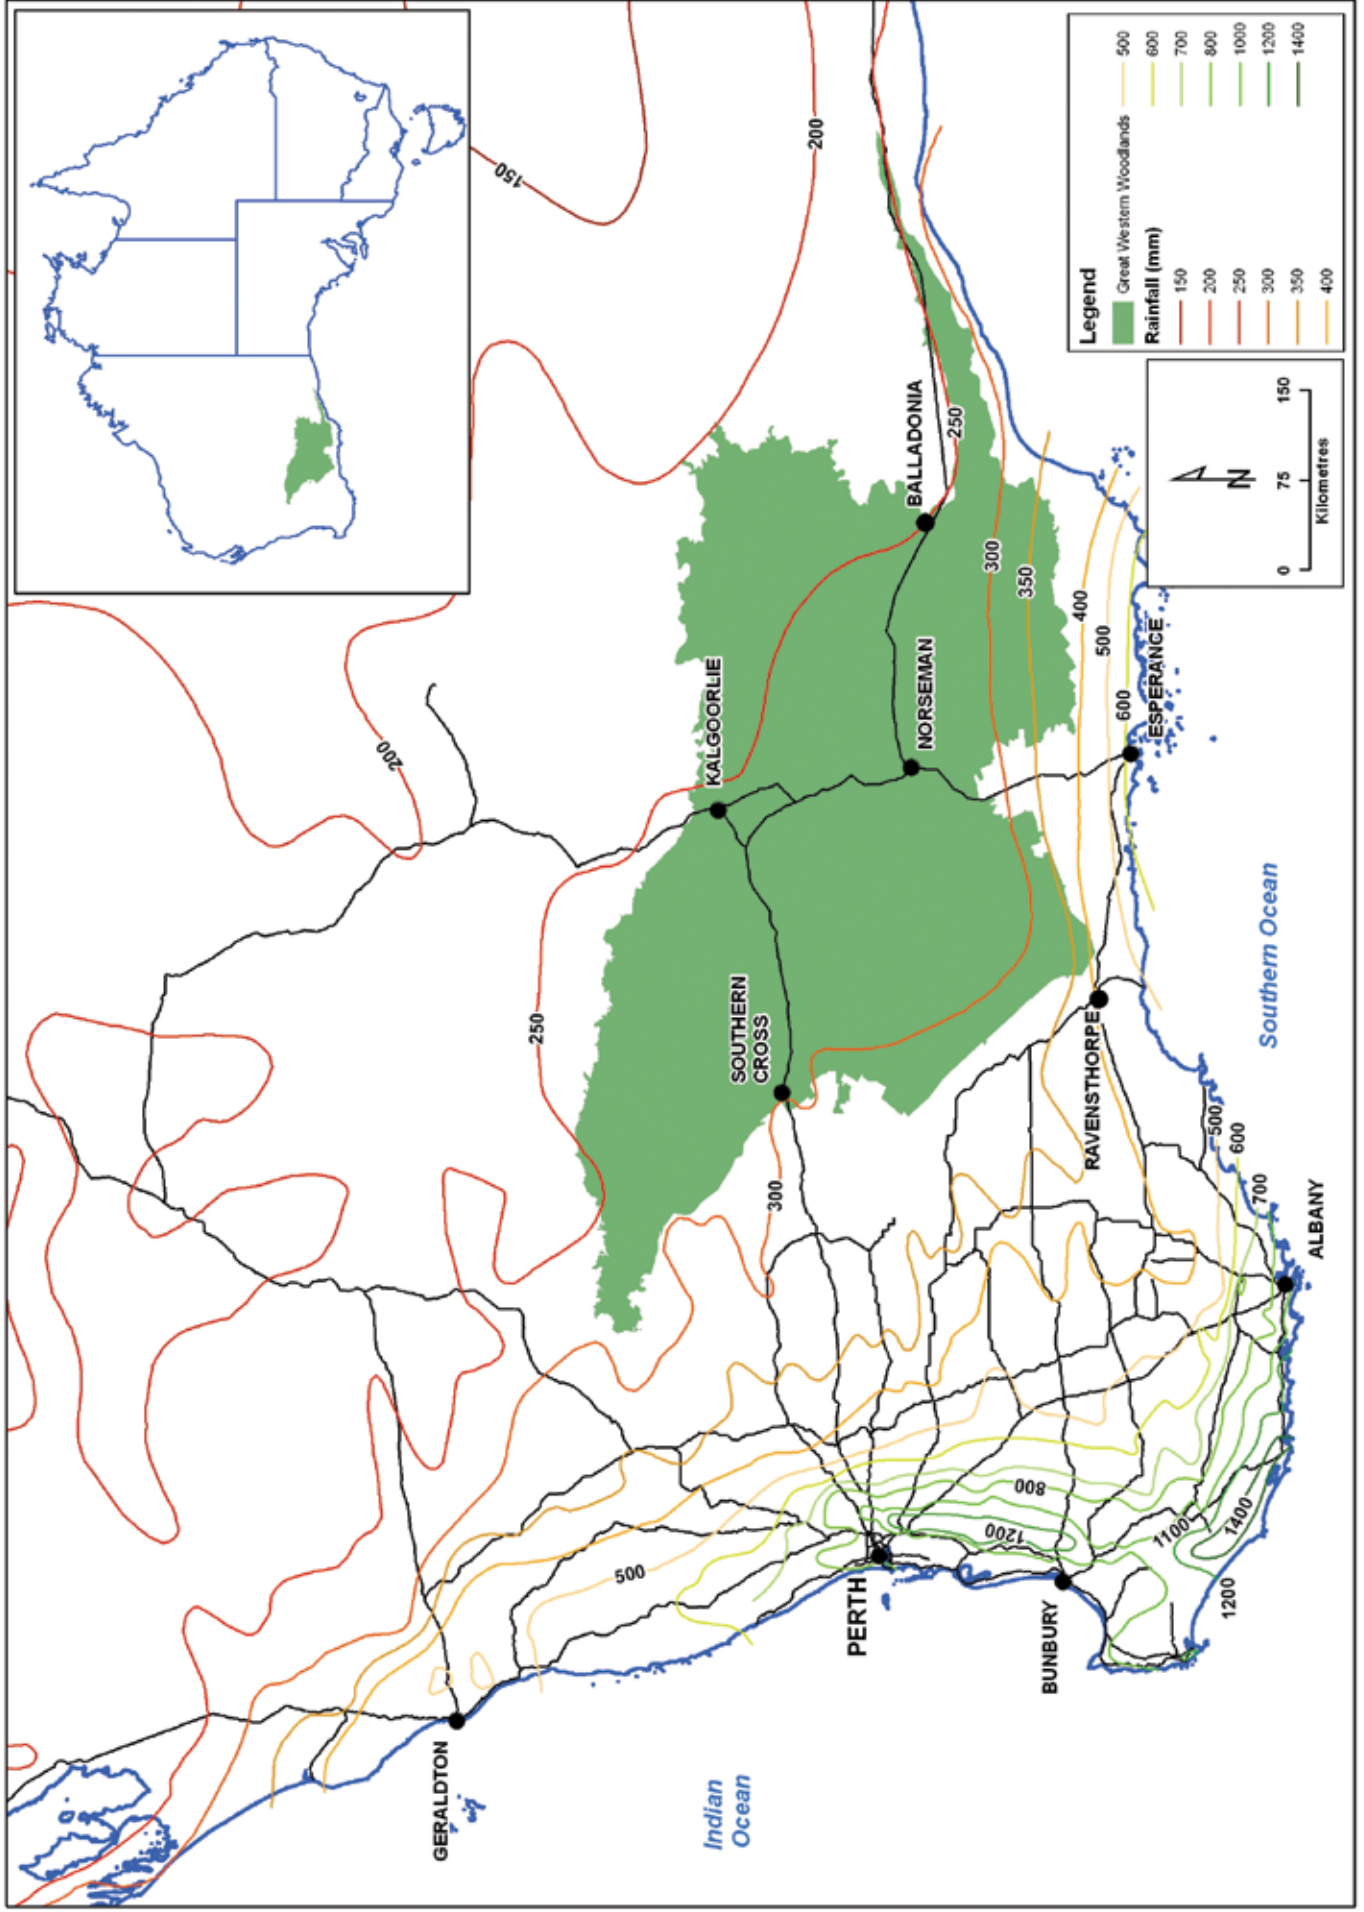 150
200
200
250
300
250
300
350
400
500
600
500
600
700
500
800
1200
1100
1400
1200
KALGOORLIE
SOUTHERN
CROSS
NORSEMAN
BALLADONIA
ESPERANCE
RAVENSTHORPE
ALBANY
PERTH
BUNBURY
GERALDTON
Indian
Ocean
Southern Ocean
Legend
Great Western Woodlands
Rainfall (mm)
150
200
250
300
350
400
500
600
700
800
1000
1200
1400
N
0 75 150
Kilometres